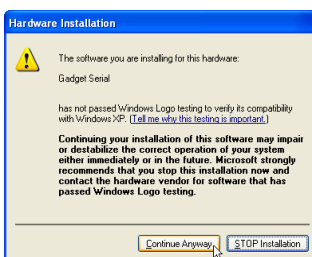 Hardware Installation
The software you are installing for this hardware:
Gadget Serial
has not passed Windows Logo testing to verify its compatibility
with Windows XP. (Tell me why this testing is important.)
Continuing your installation of this software may impair
or destabilize the correct operation of your system
either immediately or in the future. Microsoft strongly
recommends that you stop this installation now and
contact the hardware vendor for software that has
passed Windows Logo testing.
Continue Anyway STOP Installation